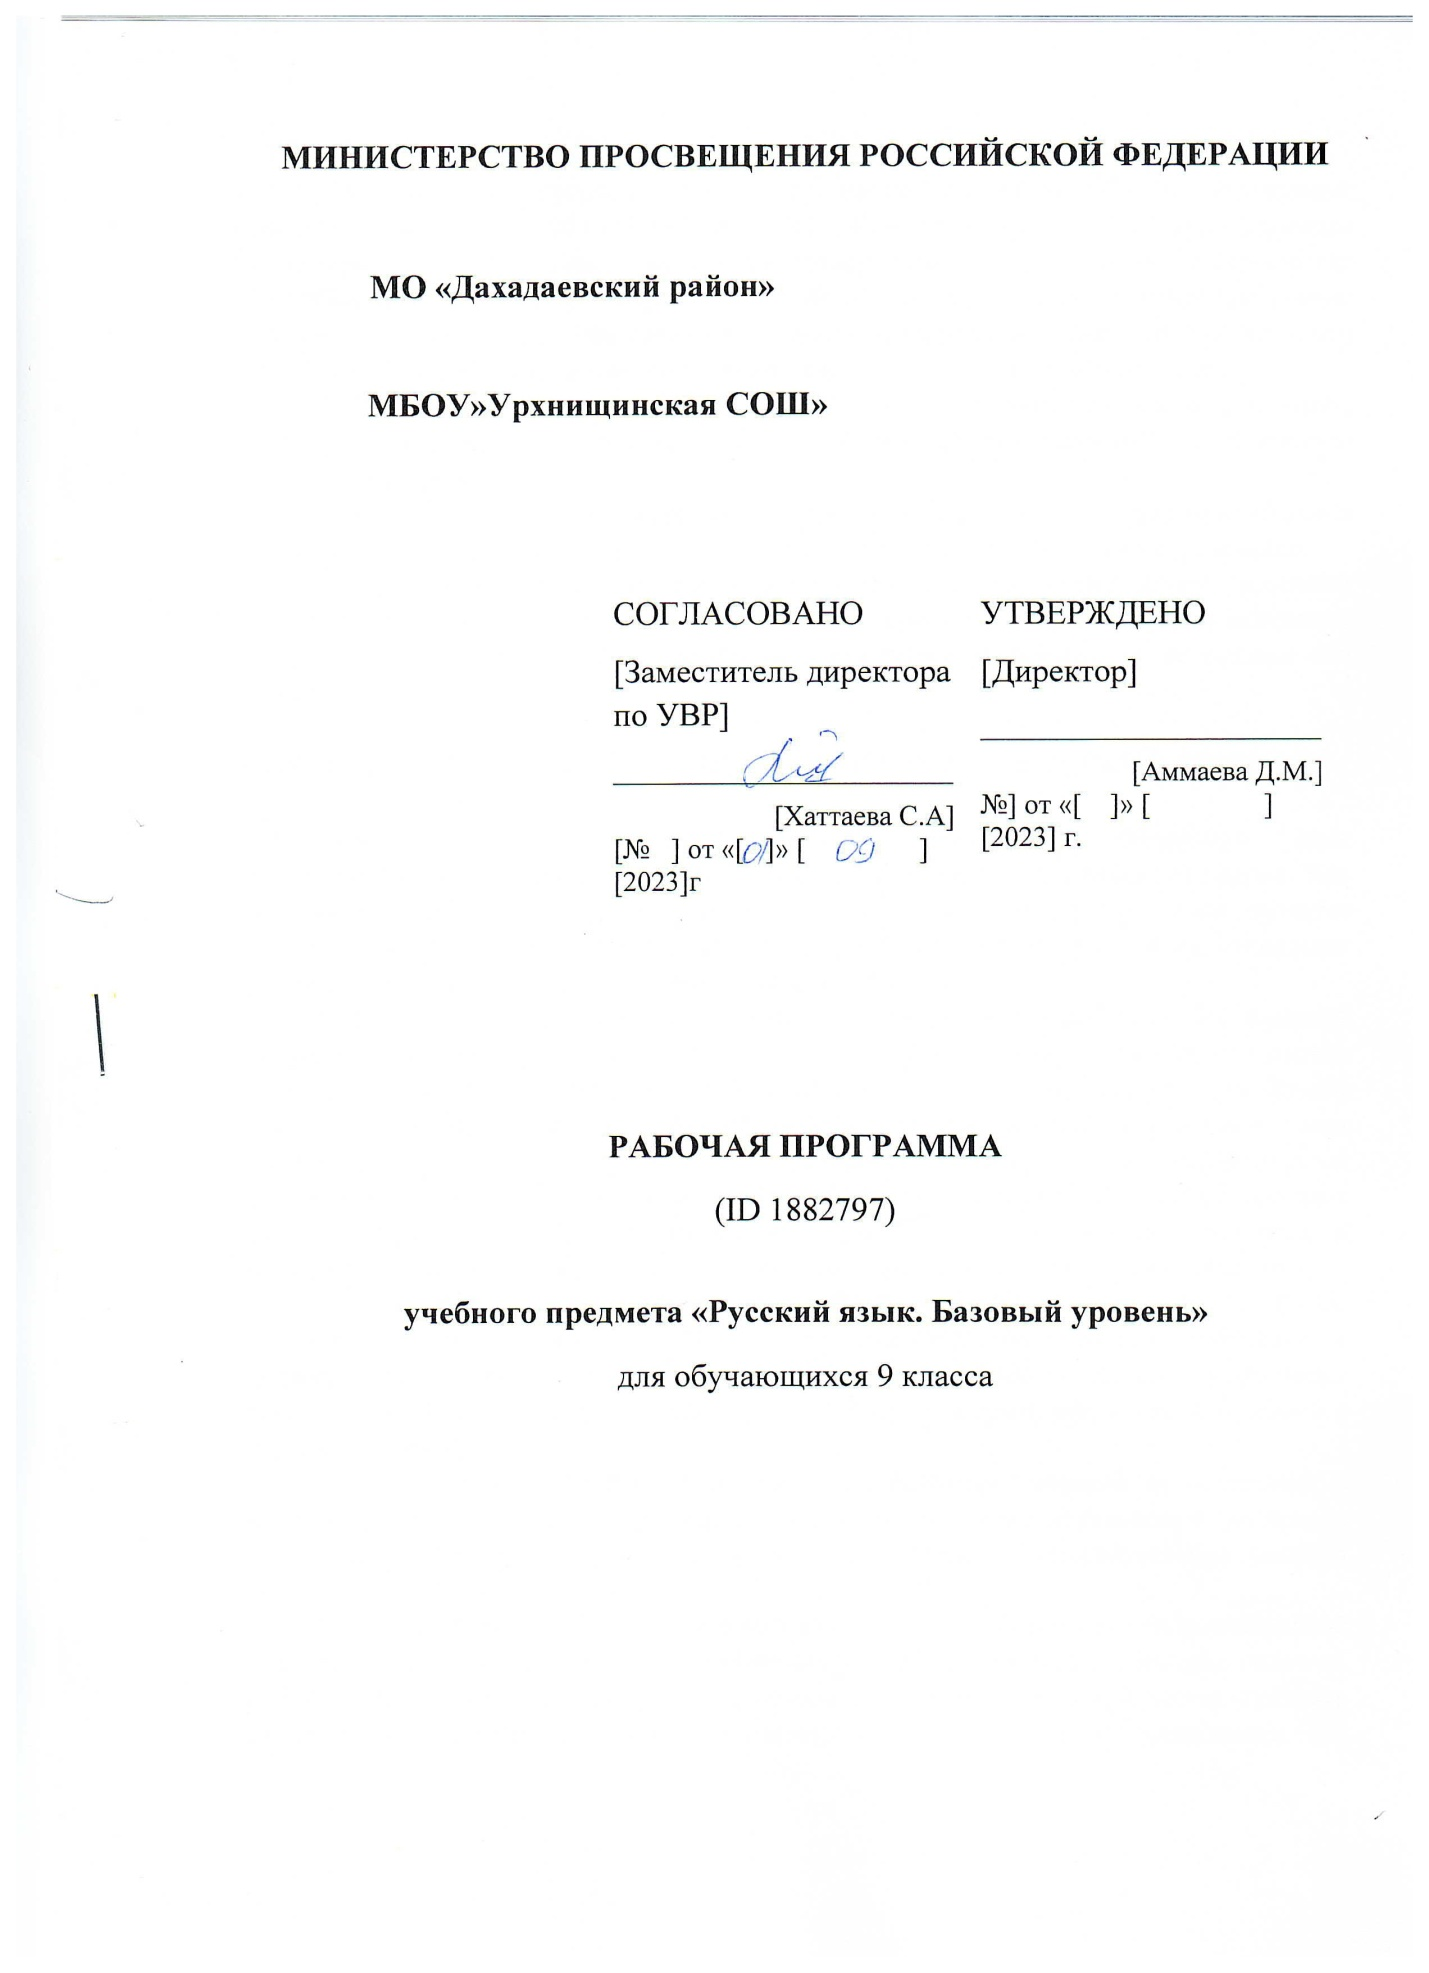 МИНИСТЕРСТВО ПРОСВЕЩЕНИЯ РОССИЙСКОЙ ФЕДЕРАЦИИ
МО «Дахадаевский район»
МБОУ»Урхнищинская СОШ»
СОГЛАСОВАНО
[Заместитель директора
по УВР]
[Хаттаева С.А]
[№ ] от «[01]» [ 09 ]
[2023]г
УТВЕРЖДЕНО
[Директор]
[Аммаева Д.М.]
№] от «[ ]» [ ]
[2023] г.
РАБОЧАЯ ПРОГРАММА
(ID 1882797)
учебного предмета «Русский язык. Базовый уровень»
для обучающихся 9 класса